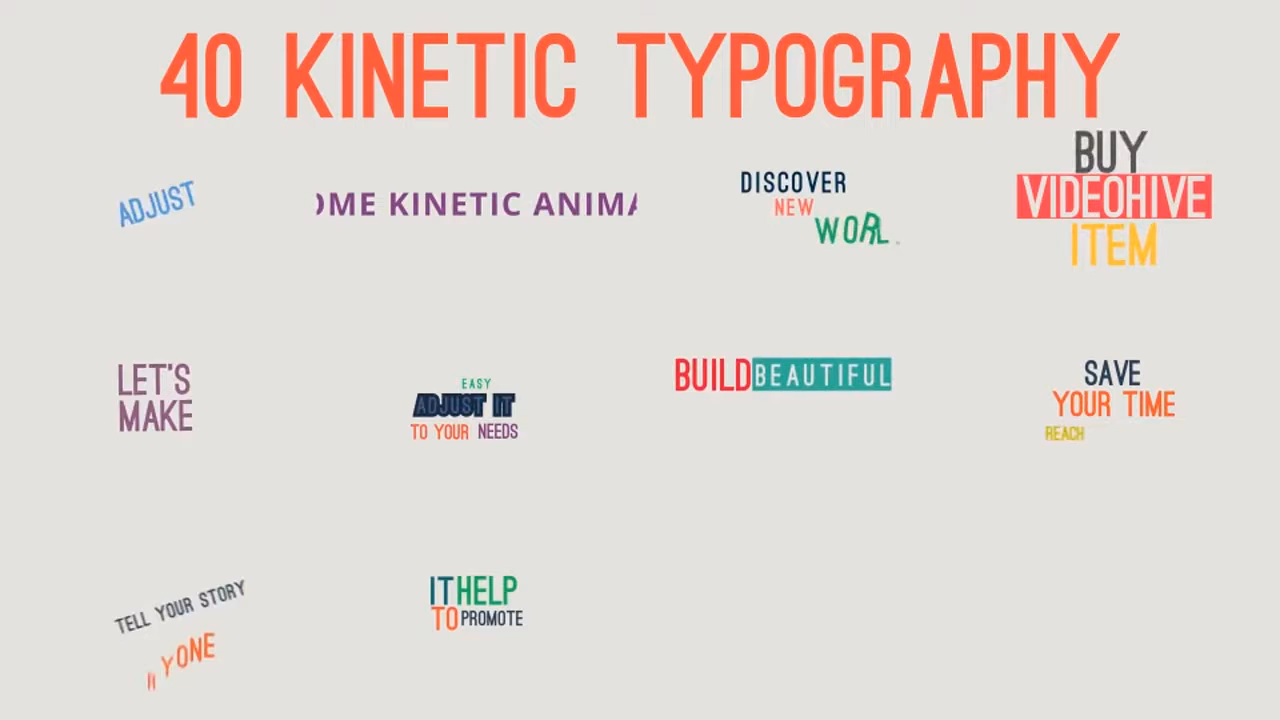 40 KINETIC TYPOGRAPHY
ADJUST
OME KINETIC ANIMA
DISCOVER
NEW
BUY
VIDEOHIVE
ITEM
LET'S
MAKE
EASY
ADJUST IT
TO YOUR NEEDS
BUILD BEAUTIFUL
SAVE
YOUR TIME
REACH
TELL YOUR STORY
YONE
IT HELP
TO PROMOTE